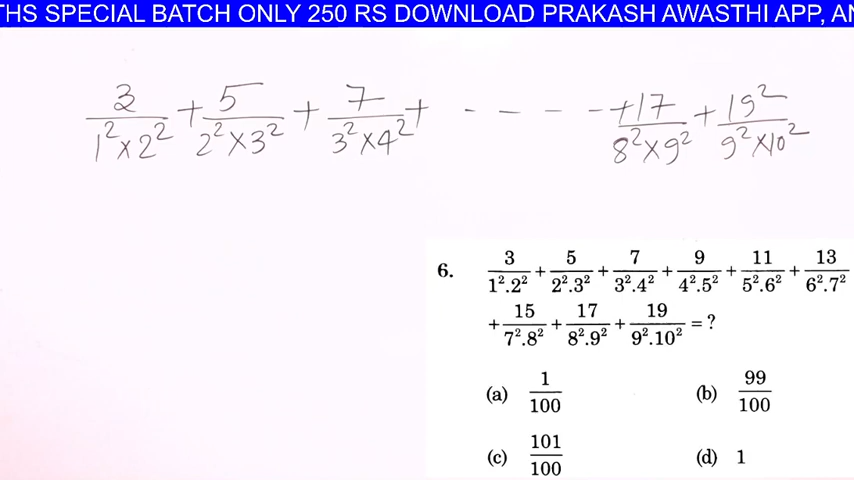 THS SPECIAL BATCH ONLY 250 RS DOWNLOAD PRAKASH AWASTHI APP, AN
3/(1²×2²) + 5/(2²×3²) + 7/(3²×4²) + - - - - +17/(8²×9²) + 19²/(9²×10²)
6. 3/(1².2²) + 5/(2².3²) + 7/(3².4²) + 9/(4².5²) + 11/(5².6²) + 13/(6².7²)
+ 15/(7².8²) + 17/(8².9²) + 19/(9².10²) = ?
(a) 1/100 (b) 99/100
(c) 101/100 (d) 1